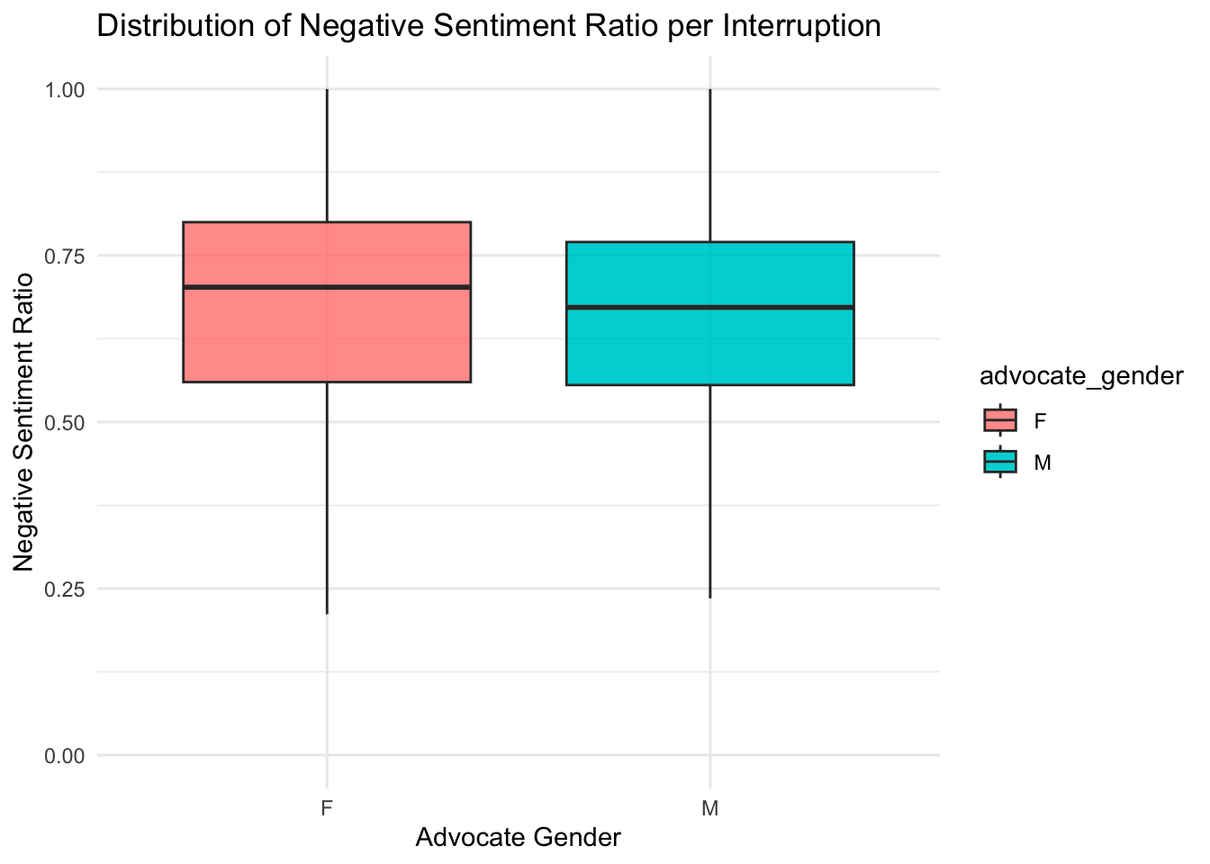 Distribution of Negative Sentiment Ratio per Interruption
Negative Sentiment Ratio
1.00
0.75
0.50
0.25
0.00
F
M
Advocate Gender
advocate_gender
F
M